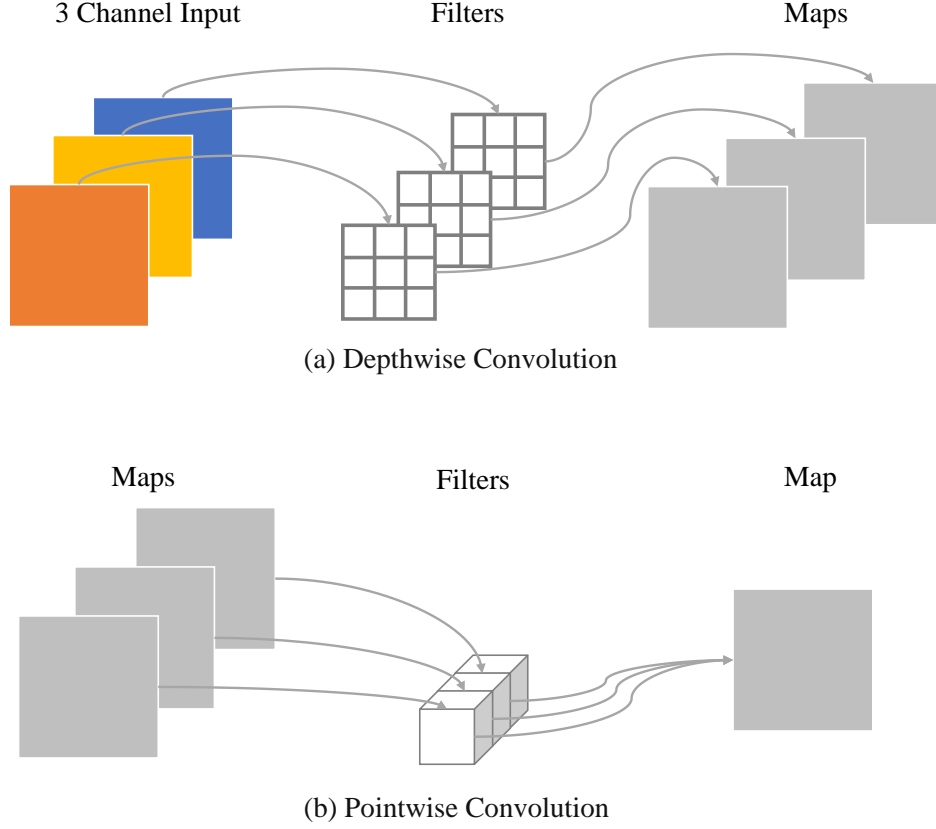 3 Channel Input
Filters
Maps
(a) Depthwise Convolution
Maps
Filters
Map
(b) Pointwise Convolution